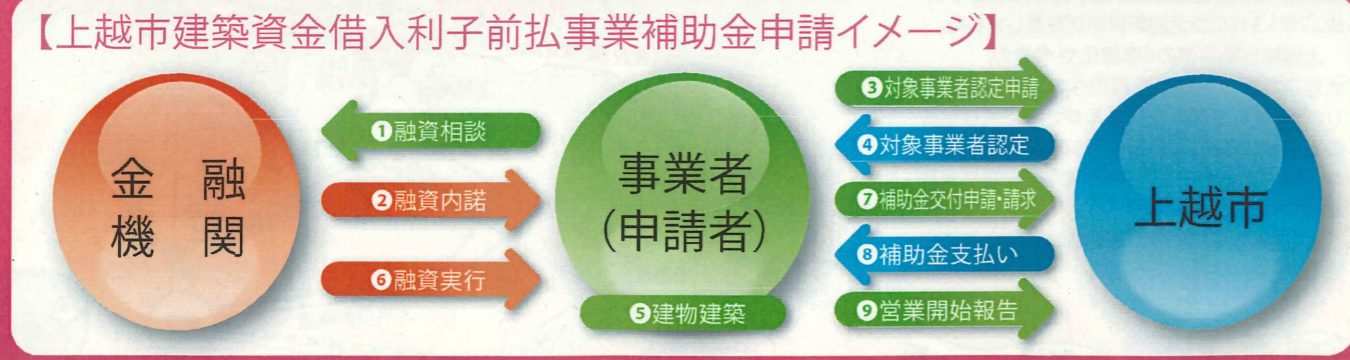 【上越市建築資金借入利子前払事業補助金申請イメージ】
金融
機関
❶融資相談
❷融資内諾
❻融資実行
事業者
（申請者）
❺建物建築
❸対象事業者認定申請
❹対象事業者認定
❼補助金交付申請・請求
❽補助金支払い
❾営業開始報告
上越市